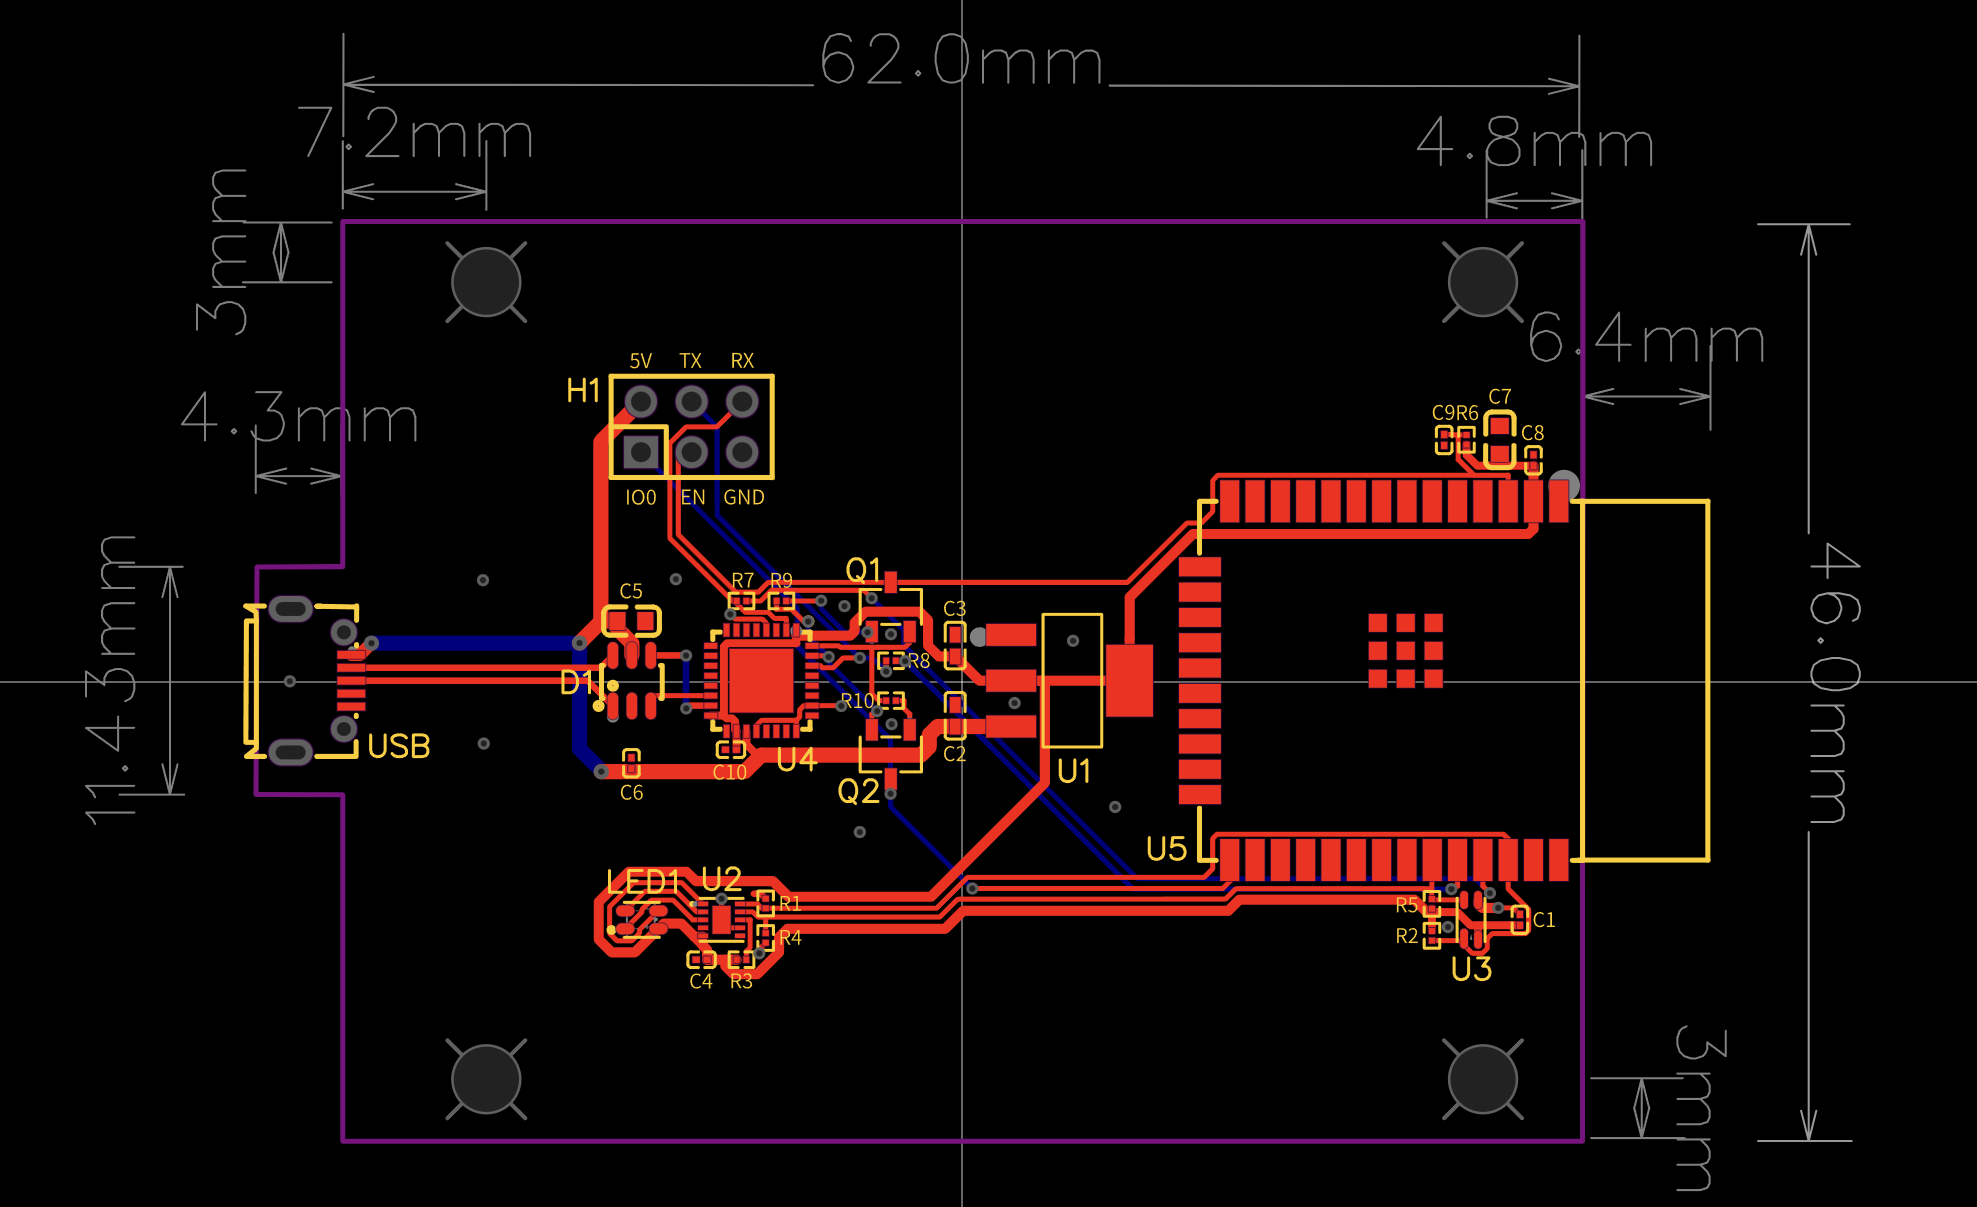 62.0mm
7.2mm
4.8mm
3mm
6.4mm
4.3mm
5V TX RX
H1
C7
C9 R6
C8
IO0 EN GND
11.43mm
46.0mm
Q1
R7 R9
C5
C3
R8
D1
R10
USB
C2
U4
U1
C10
C6
Q2
U5
LED1 U2
R1
R5
C1
R4
R2
U3
C4 R3
3mm